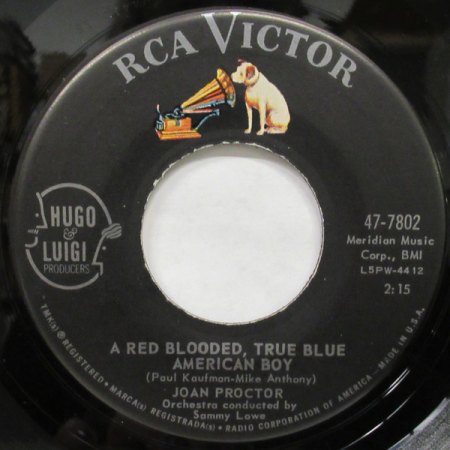 RCA VICTOR
HUGO
&
LUIGI
PRODUCERS
47-7802
Meridian Music
Corp., BMI
L5PW-4412
2:15
A RED BLOODED, TRUE BLUE
AMERICAN BOY
(Paul Kaufman-Mike Anthony)
JOAN PROCTOR
Orchestra conducted by
Sammy Lowe
TMK(s) ® REGISTERED • MARCA(s) REGISTRADA(s) • RADIO CORPORATION OF AMERICA - MADE IN U.S.A.